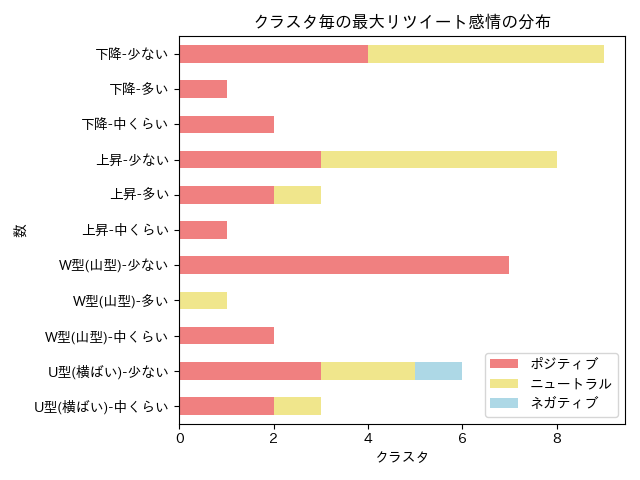 クラスタ毎の最大リツイート感情の分布
下降-少ない
下降-多い
下降-中くらい
上昇-少ない
上昇-多い
上昇-中くらい
W型(山型)-少ない
W型(山型)-多い
W型(山型)-中くらい
U型(横ばい)-少ない
U型(横ばい)-中くらい
数
ポジティブ
ニュートラル
ネガティブ
0 2 4 6 8
クラスタ